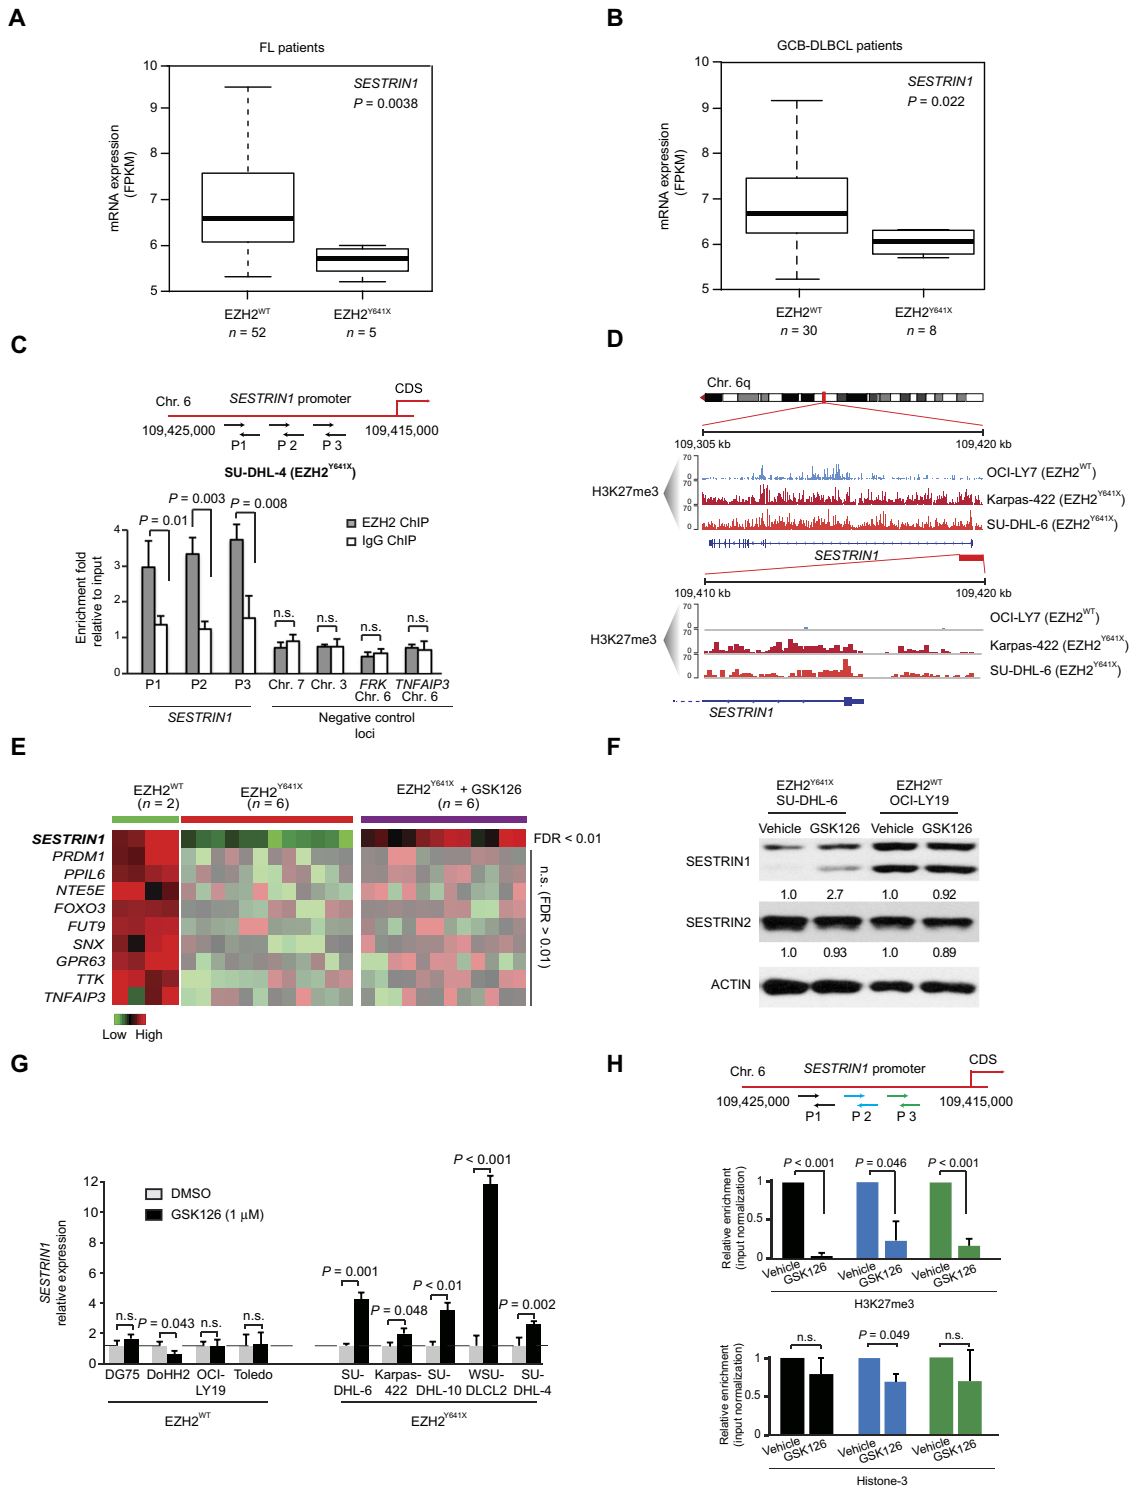 A
FL patients
10
9
8
7
6
5
mRNA expression
(FPKM)
SESTRIN1
P = 0.0038
EZH2WT
n = 52
EZH2Y641X
n = 5
B
GCB-DLBCL patients
10
9
8
7
6
5
mRNA expression
(FPKM)
SESTRIN1
P = 0.022
EZH2WT
n = 30
EZH2Y641X
n = 8
C
Chr. 6
SESTRIN1 promoter
CDS
109,425,000
109,415,000
P1
P 2
P 3
SU-DHL-4 (EZH2Y641X)
P = 0.003
P = 0.008
P = 0.01
EZH2 ChIP
IgG ChIP
Enrichment fold
relative to input
4
3
2
1
0
n.s.
n.s.
n.s.
n.s.
P1
P2
P3
Chr. 7
Chr. 3
FRK
Chr. 6
TNFAIP3
Chr. 6
SESTRIN1
Negative control
loci
D
Chr. 6q
109,305 kb
109,420 kb
H3K27me3
70
0
70
0
70
0
OCI-LY7 (EZH2WT)
Karpas-422 (EZH2Y641X)
SU-DHL-6 (EZH2Y641X)
SESTRIN1
109,410 kb
109,420 kb
H3K27me3
70
0
70
0
70
0
OCI-LY7 (EZH2WT)
Karpas-422 (EZH2Y641X)
SU-DHL-6 (EZH2Y641X)
SESTRIN1
E
EZH2WT
(n = 2)
EZH2Y641X
(n = 6)
EZH2Y641X + GSK126
(n = 6)
SESTRIN1
PRDM1
PPIL6
NTE5E
FOXO3
FUT9
SNX
GPR63
TTK
TNFAIP3
FDR < 0.01
n.s. (FDR > 0.01)
Low High
F
EZH2Y641X
SU-DHL-6
EZH2WT
OCI-LY19
Vehicle GSK126 Vehicle GSK126
SESTRIN1
1.0 2.7 1.0 0.92
SESTRIN2
1.0 0.93 1.0 0.89
ACTIN
G
SESTRIN1
relative expression
12
10
8
6
4
2
0
DMSO
GSK126 (1 μM)
n.s.
P = 0.043
n.s.
n.s.
P = 0.001
P = 0.048
P < 0.01
P < 0.001
P = 0.002
DG75
DoHH2
OCI-
LY19
Toledo
SU-
DHL-6
Karpas-
422
SU-
DHL-10
WSU-
DLCL2
SU-
DHL-4
EZH2WT
EZH2Y641X
H
Chr. 6
SESTRIN1 promoter
CDS
109,425,000
109,415,000
P1
P 2
P 3
Relative enrichment
(input normalization)
1
0.5
0
P < 0.001
P = 0.046
P < 0.001
Vehicle
GSK126
Vehicle
GSK126
Vehicle
GSK126
H3K27me3
Relative enrichment
(input normalization)
1
0.5
0
n.s.
P = 0.049
n.s.
Vehicle
GSK126
Vehicle
GSK126
Vehicle
GSK126
Histone-3